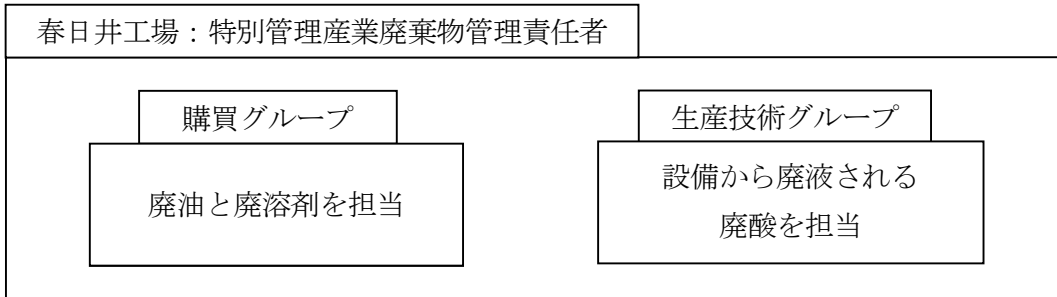 春日井工場：特別管理産業廃棄物管理責任者
購買グループ
生産技術グループ
廃油と廃溶剤を担当
設備から廃液される
廃酸を担当